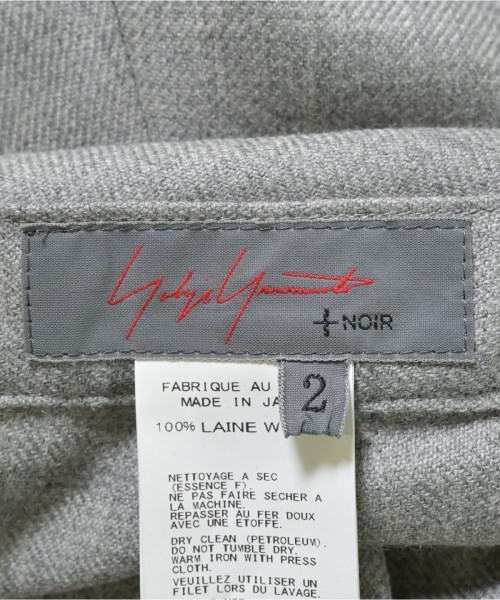 Yohji Yamamoto
+NOIR
2
FABRIQUE AU
MADE IN JA
100% LAINE W
NETTOYAGE A SEC
(ESSENCE F).
NE PAS FAIRE SECHER A
LA MACHINE.
REPASSER AU FER DOUX
AVEC UNE ETOFFE.
DRY CLEAN (PETROLEUM).
DO NOT TUMBLE DRY.
WARM IRON WITH PRESS
CLOTH.
VEUILLEZ UTILISER UN
FILET LORS DU LAVAGE.